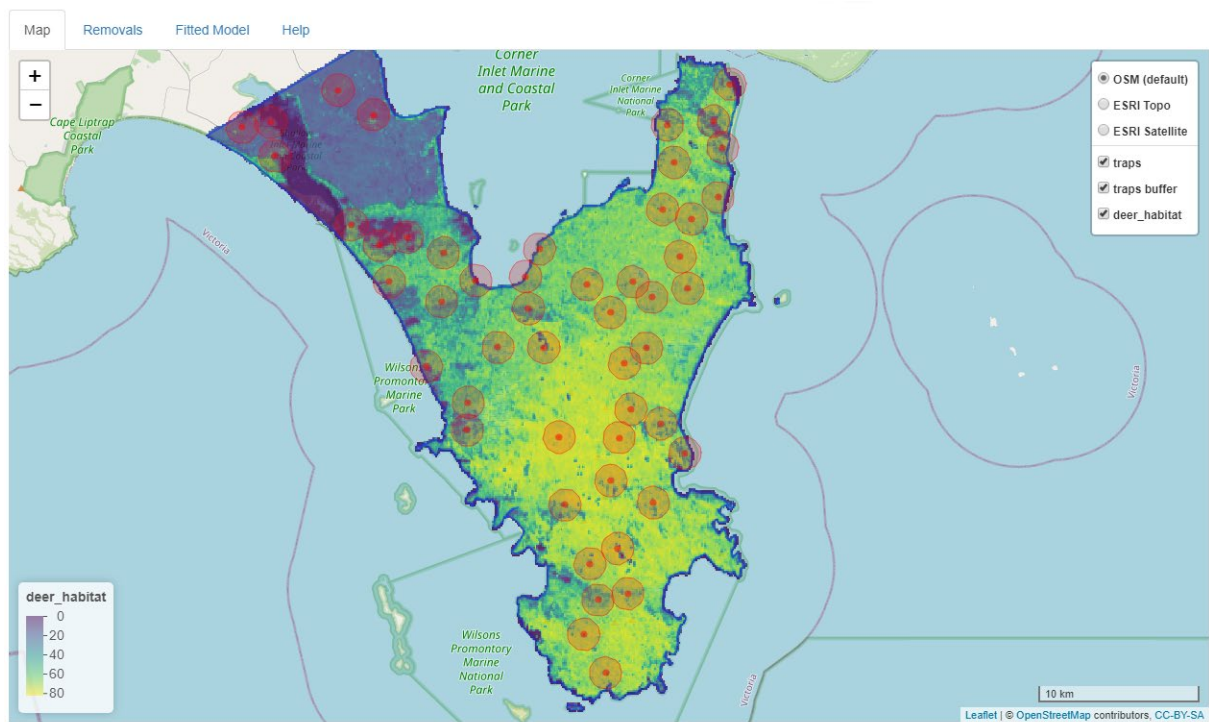 Map Removals Fitted Model Help
+
−
Cape Liptrap
Coastal
Park
Corner
Inlet Marine
and Coastal
Park
Corner
Inlet Marine
National
Park
OSM (default)
ESRI Topo
ESRI Satellite
traps
traps buffer
deer_habitat
Victoria
Victoria
Wilsons
Promontory
Marine
Park
deer_habitat
0
20
40
60
80
Wilsons
Promontory
Marine
National
Park
Victoria
10 km
Leaflet | © OpenStreetMap contributors, CC-BY-SA